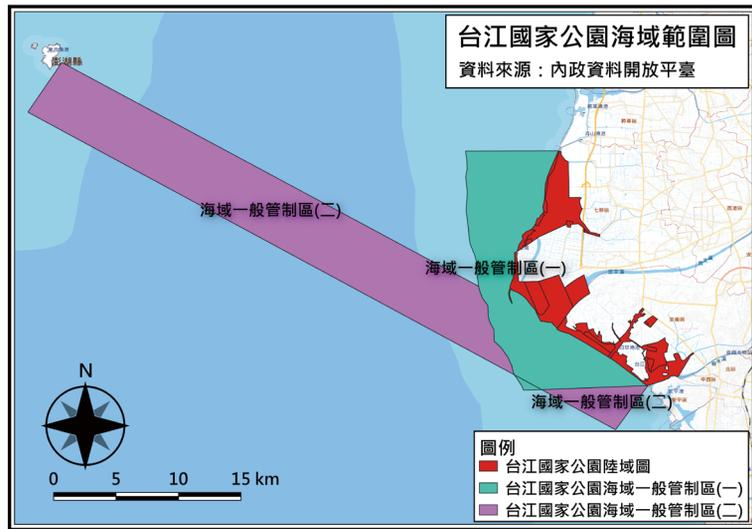 台江國家公園海域範圍圖
資料來源：內政資料開放平臺
澎湖縣
海域一般管制區(二)
海域一般管制區(一)
海域一般管制區(二)
N
0 5 10 15 km
圖例
台江國家公園陸域圖
台江國家公園海域一般管制區(一)
台江國家公園海域一般管制區(二)